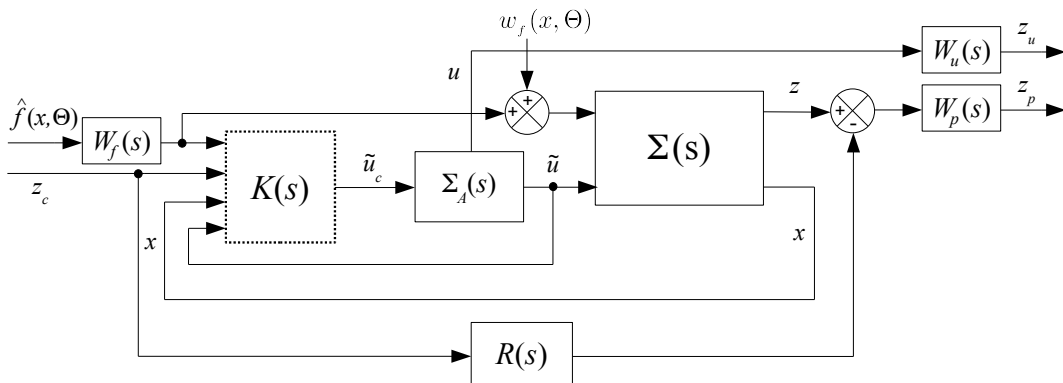 w_f(x,Θ)
z_u
W_u(s)
u
z
z_p
W_p(s)
f̂(x,Θ)
+
+
+
-
W_f(s)
Σ(s)
ũ_c
ũ
K(s)
Σ_A(s)
z_c
x
x
R(s)